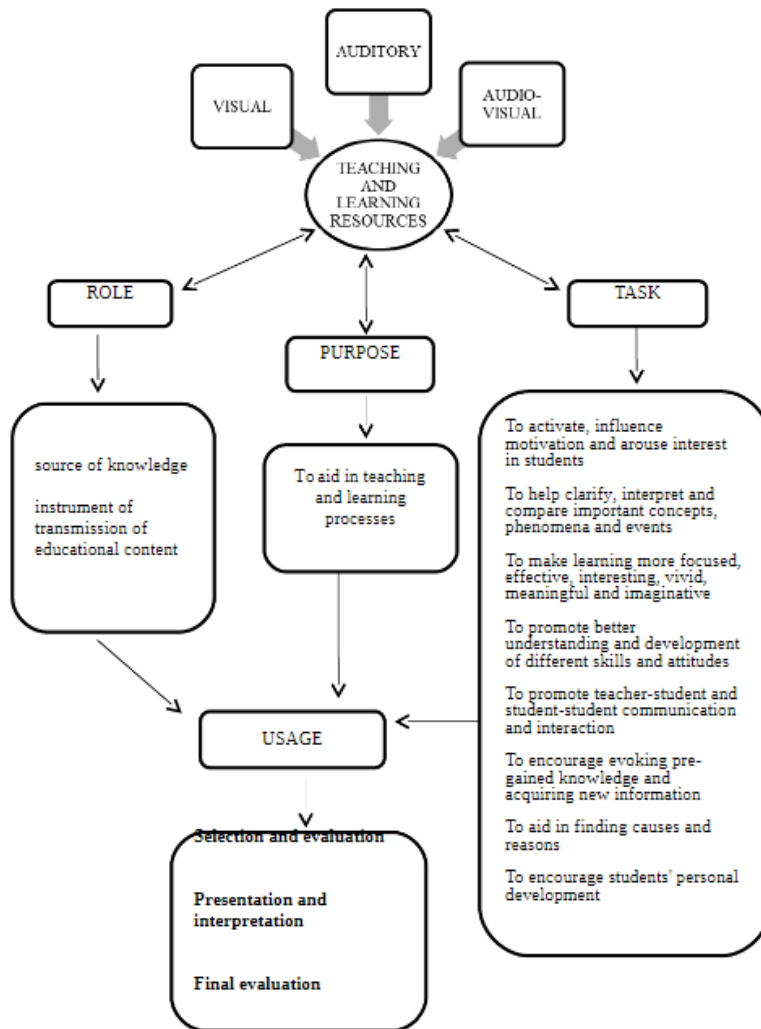 AUDITORY
VISUAL
AUDIO-
VISUAL
TEACHING
AND
LEARNING
RESOURCES
ROLE
PURPOSE
TASK
source of knowledge
instrument of
transmission of
educational content
To aid in teaching
and learning
processes
To activate, influence
motivation and arouse interest
in students
To help clarify, interpret and
compare important concepts,
phenomena and events
To make learning more focused,
effective, interesting, vivid,
meaningful and imaginative
To promote better
understanding and development
of different skills and attitudes
To promote teacher-student and
student-student communication
and interaction
To encourage evoking pre-
gained knowledge and
acquiring new information
To aid in finding causes and
reasons
To encourage students' personal
development
USAGE
Selection and evaluation
Presentation and
interpretation
Final evaluation